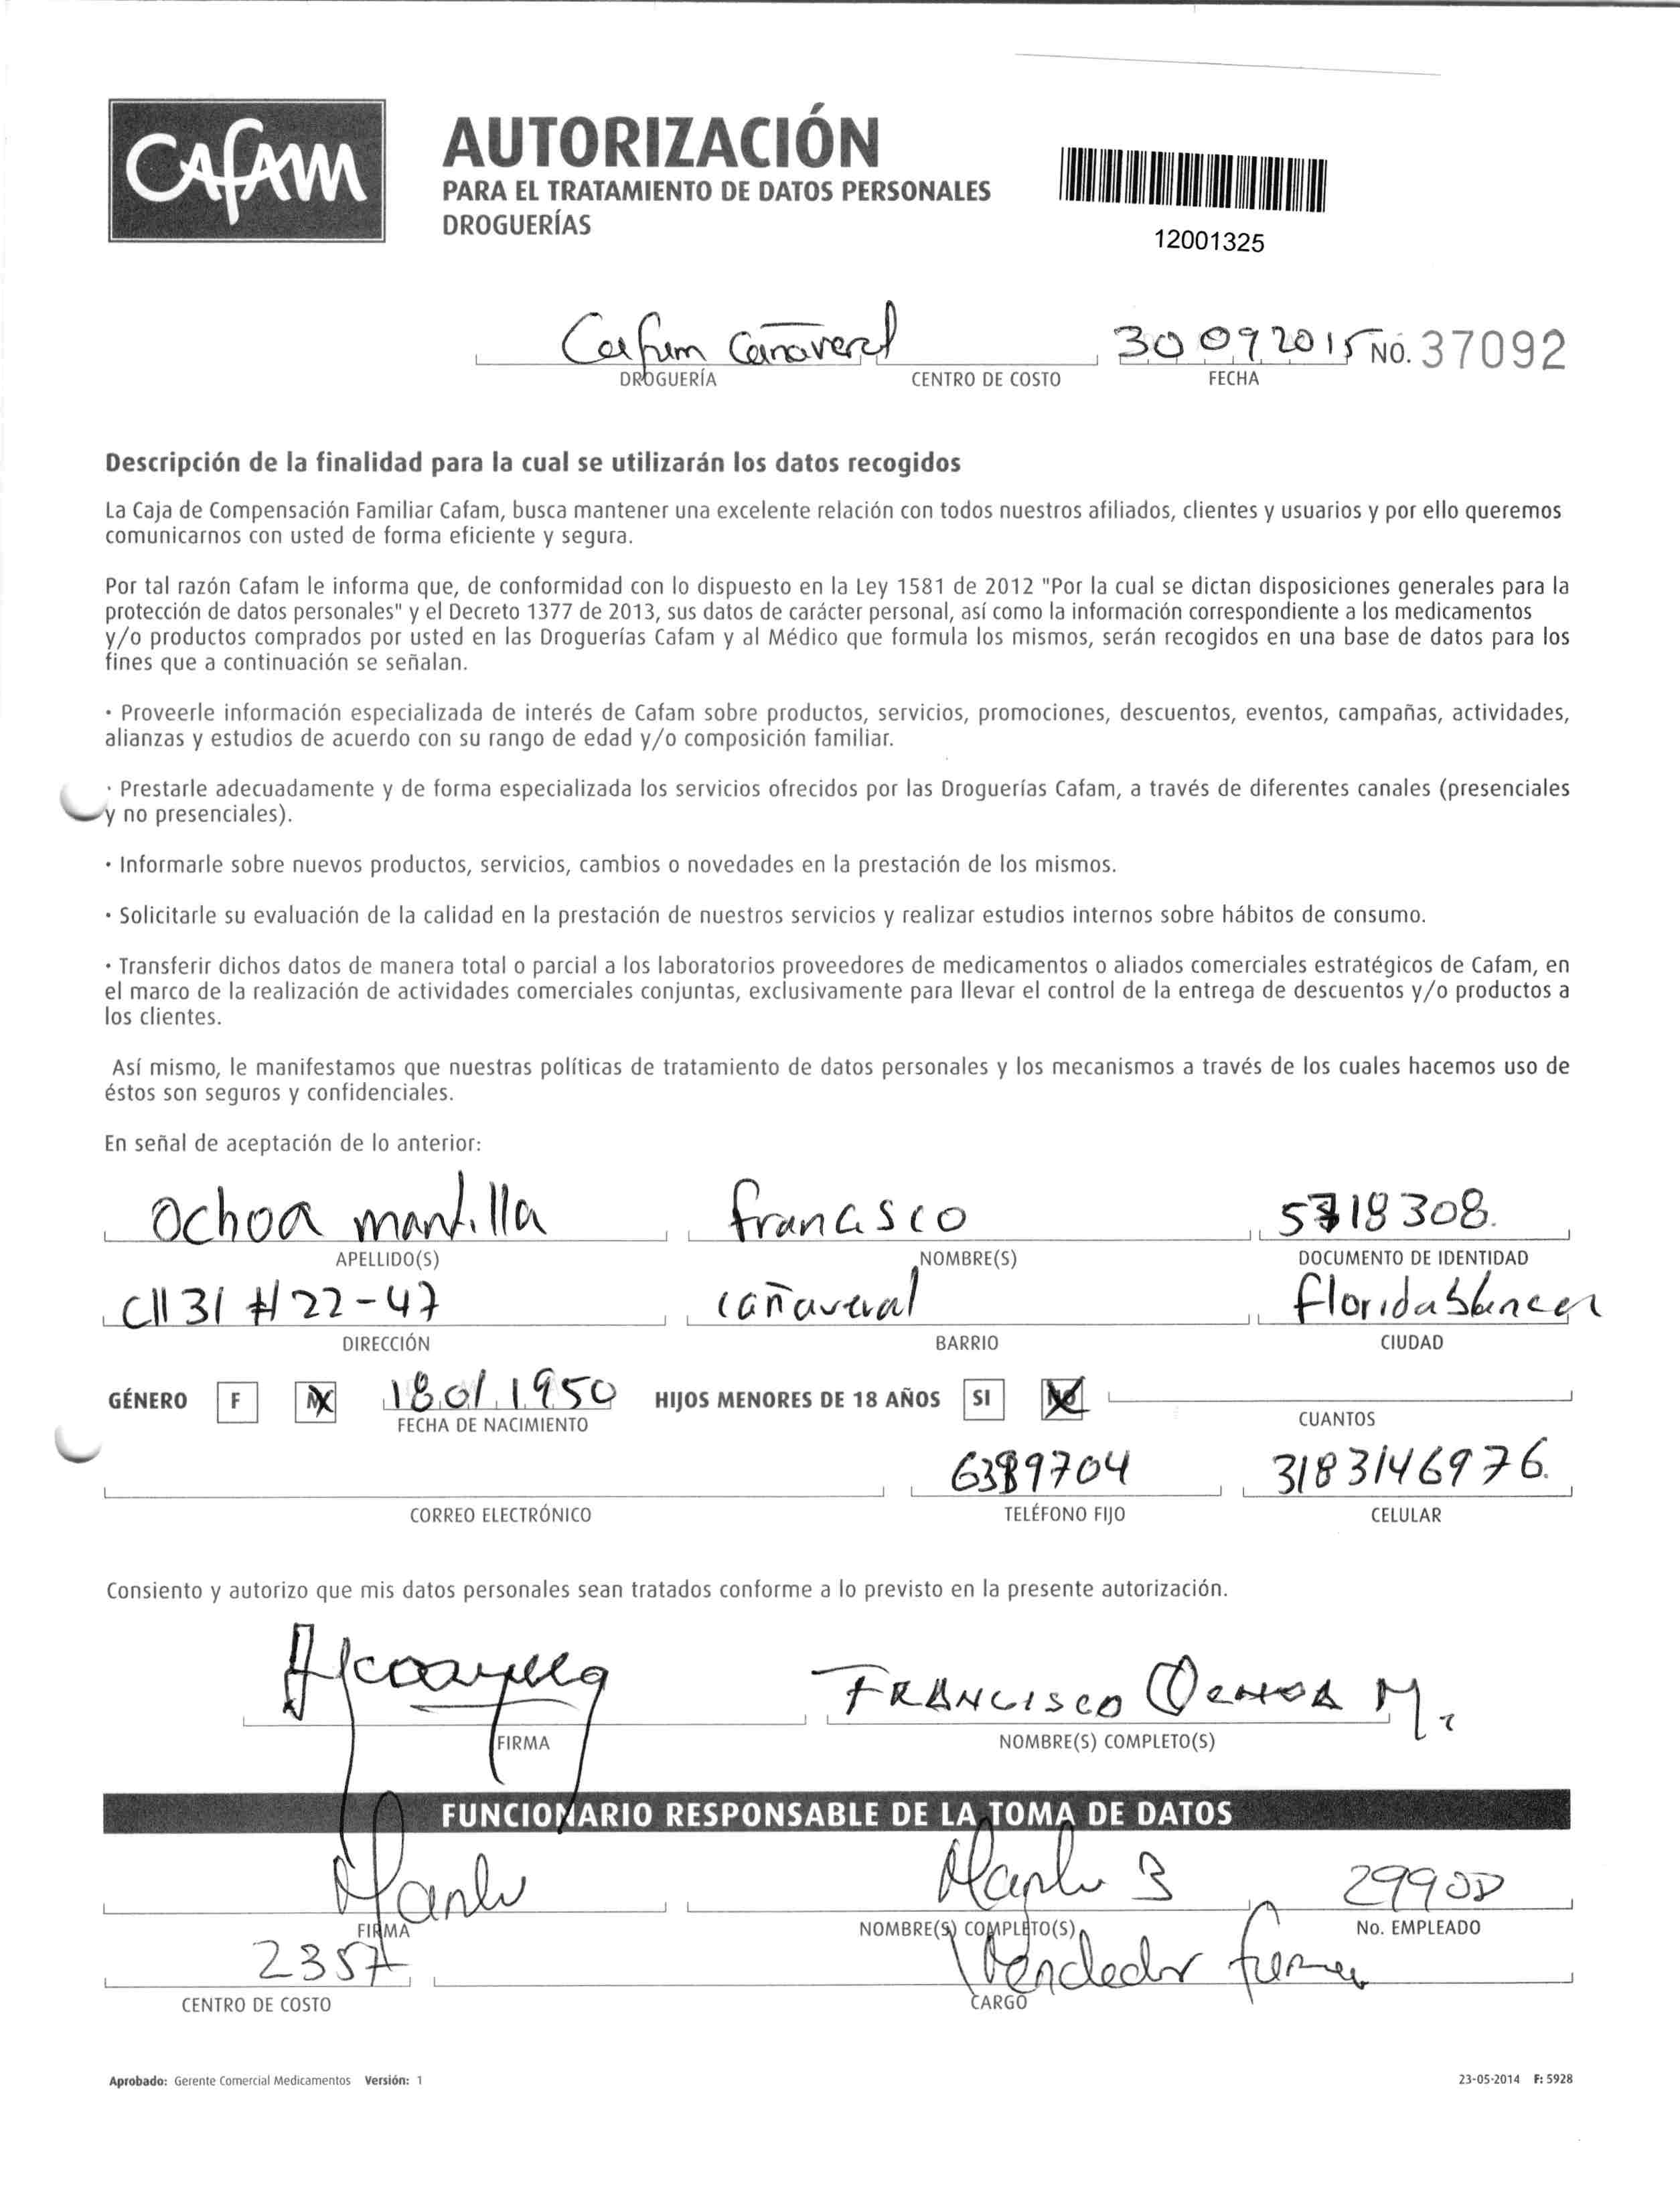 CAFAM
AUTORIZACIÓN
PARA EL TRATAMIENTO DE DATOS PERSONALES
DROGUERÍAS
12001325
Cafam Cañaveral 30 09 2015 NO. 37092
DROGUERÍA CENTRO DE COSTO FECHA
Descripción de la finalidad para la cual se utilizarán los datos recogidos
La Caja de Compensación Familiar Cafam, busca mantener una excelente relación con todos nuestros afiliados, clientes y usuarios y por ello queremos
comunicarnos con usted de forma eficiente y segura.
Por tal razón Cafam le informa que, de conformidad con lo dispuesto en la Ley 1581 de 2012 "Por la cual se dictan disposiciones generales para la
protección de datos personales" y el Decreto 1377 de 2013, sus datos de carácter personal, así como la información correspondiente a los medicamentos
y/o productos comprados por usted en las Droguerías Cafam y al Médico que formula los mismos, serán recogidos en una base de datos para los
fines que a continuación se señalan.
· Proveerle información especializada de interés de Cafam sobre productos, servicios, promociones, descuentos, eventos, campañas, actividades,
alianzas y estudios de acuerdo con su rango de edad y/o composición familiar.
· Prestarle adecuadamente y de forma especializada los servicios ofrecidos por las Droguerías Cafam, a través de diferentes canales (presenciales
y no presenciales).
· Informarle sobre nuevos productos, servicios, cambios o novedades en la prestación de los mismos.
· Solicitarle su evaluación de la calidad en la prestación de nuestros servicios y realizar estudios internos sobre hábitos de consumo.
· Transferir dichos datos de manera total o parcial a los laboratorios proveedores de medicamentos o aliados comerciales estratégicos de Cafam, en
el marco de la realización de actividades comerciales conjuntas, exclusivamente para llevar el control de la entrega de descuentos y/o productos a
los clientes.
Así mismo, le manifestamos que nuestras políticas de tratamiento de datos personales y los mecanismos a través de los cuales hacemos uso de
éstos son seguros y confidenciales.
En señal de aceptación de lo anterior:
Ochoa mantilla francisco 5718308.
APELLIDO(S) NOMBRE(S) DOCUMENTO DE IDENTIDAD
Cll 31 # 22-47 cañaveral floridablanca
DIRECCIÓN BARRIO CIUDAD
GÉNERO F M 18 01 1950 HIJOS MENORES DE 18 AÑOS SI NO
FECHA DE NACIMIENTO CUANTOS
6389704 3183146976.
CORREO ELECTRÓNICO TELÉFONO FIJO CELULAR
Consiento y autorizo que mis datos personales sean tratados conforme a lo previsto en la presente autorización.
FRANCISCO OCHOA M.
FIRMA NOMBRE(S) COMPLETO(S)
FUNCIONARIO RESPONSABLE DE LA TOMA DE DATOS
29900
FIRMA NOMBRE(S) COMPLETO(S) No. EMPLEADO
2357 Vendedor
CENTRO DE COSTO CARGO
Aprobado: Gerente Comercial Medicamentos Versión: 1 23-05-2014 F: 5928